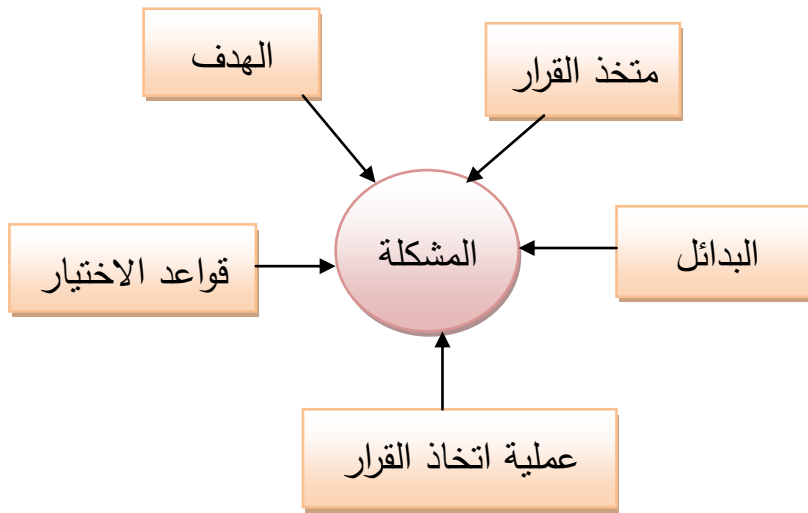 الهدف
متخذ القرار
المشكلة
البدائل
قواعد الاختيار
عملية اتخاذ القرار